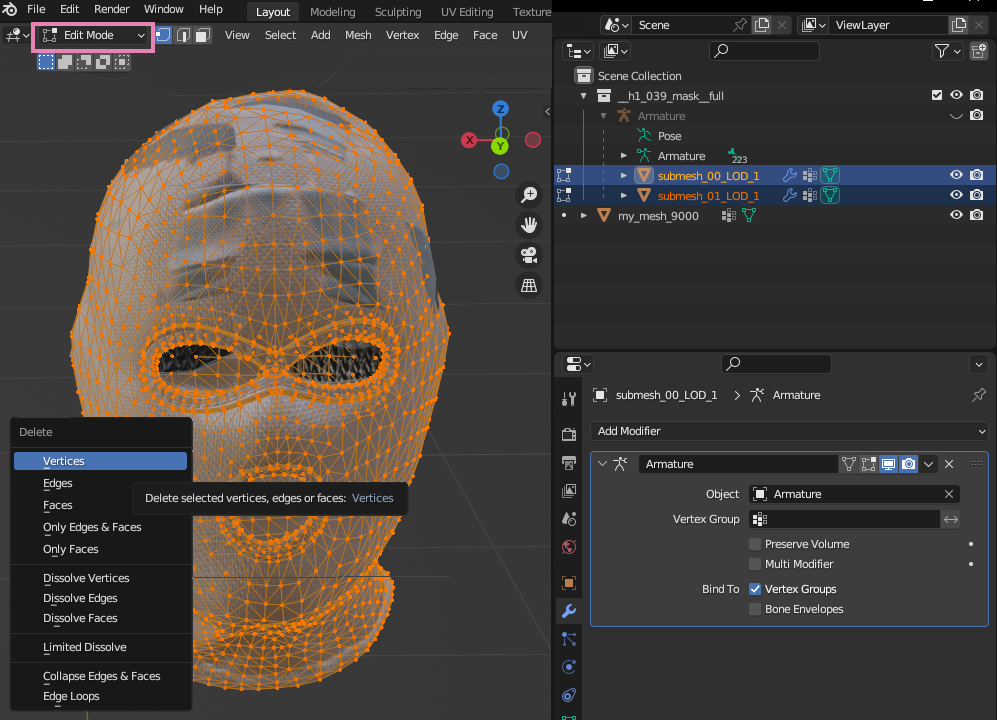 File Edit Render Window Help Layout Modeling Sculpting UV Editing Texture
Scene ViewLayer
Edit Mode View Select Add Mesh Vertex Edge Face UV
Scene Collection
__h1_039_mask__full
Armature
Pose
Armature 223
submesh_00_LOD_1
submesh_01_LOD_1
my_mesh_9000
Z
X
Y
submesh_00_LOD_1 > Armature
Add Modifier
Armature
Object Armature
Vertex Group
Preserve Volume
Multi Modifier
Bind To Vertex Groups
Bone Envelopes
Delete
Vertices
Edges
Faces
Only Edges & Faces
Only Faces
Dissolve Vertices
Dissolve Edges
Dissolve Faces
Limited Dissolve
Collapse Edges & Faces
Edge Loops
Delete selected vertices, edges or faces: Vertices